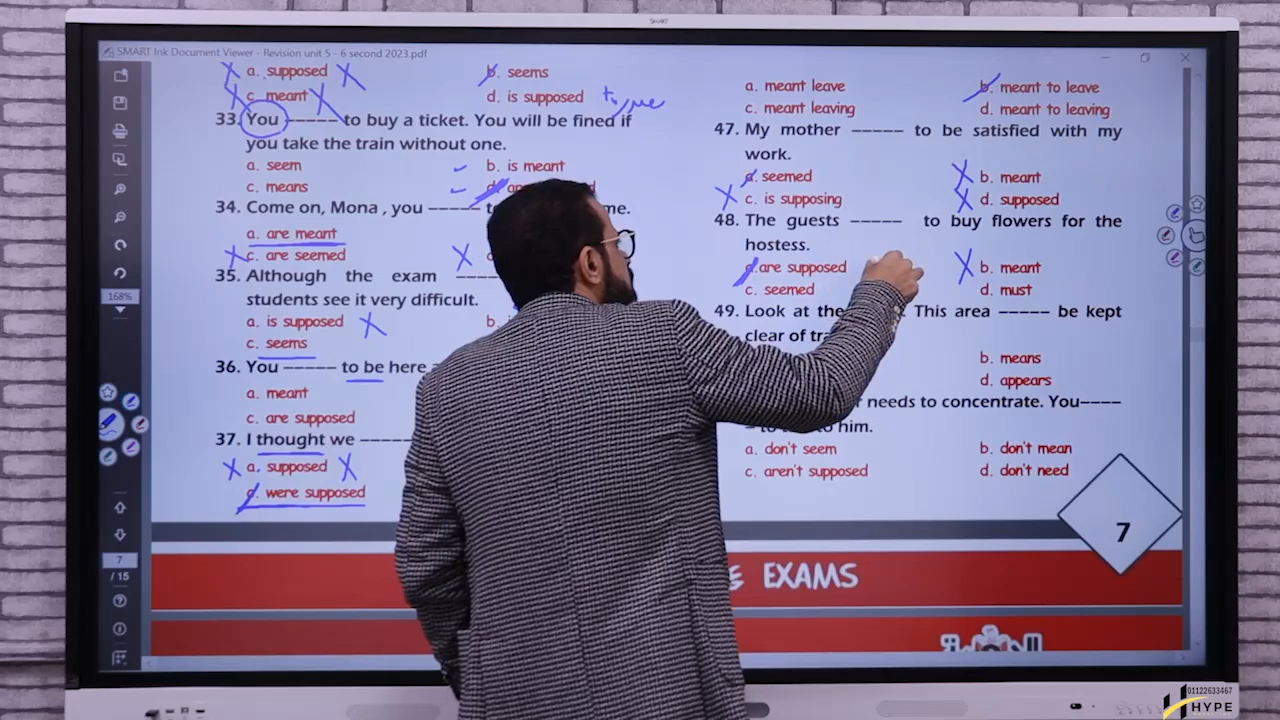 SMART
SMART Ink Document Viewer - Revision unit 5 - 6 second 2023.pdf
a. supposed
b. seems
c. meant
d. is supposed
33. You ----- to buy a ticket. You will be fined if
you take the train without one.
a. seem
b. is meant
c. means
34. Come on, Mona , you -----
me.
a. are meant
c. are seemed
35. Although the exam
students see it very difficult.
a. is supposed
b.
c. seems
36. You ----- to be here
a. meant
c. are supposed
37. I thought we -----
a. supposed
c. were supposed
a. meant leave
b. meant to leave
c. meant leaving
d. meant to leaving
47. My mother ----- to be satisfied with my
work.
a. seemed
b. meant
c. is supposing
d. supposed
48. The guests ----- to buy flowers for the
hostess.
a. are supposed
b. meant
c. seemed
d. must
49. Look at the
This area ----- be kept
clear of
b. means
d. appears
needs to concentrate. You----
to him.
a. don't seem
b. don't mean
c. aren't supposed
d. don't need
168%
7
/ 15
7
EXAMS
01122633467
HYPE